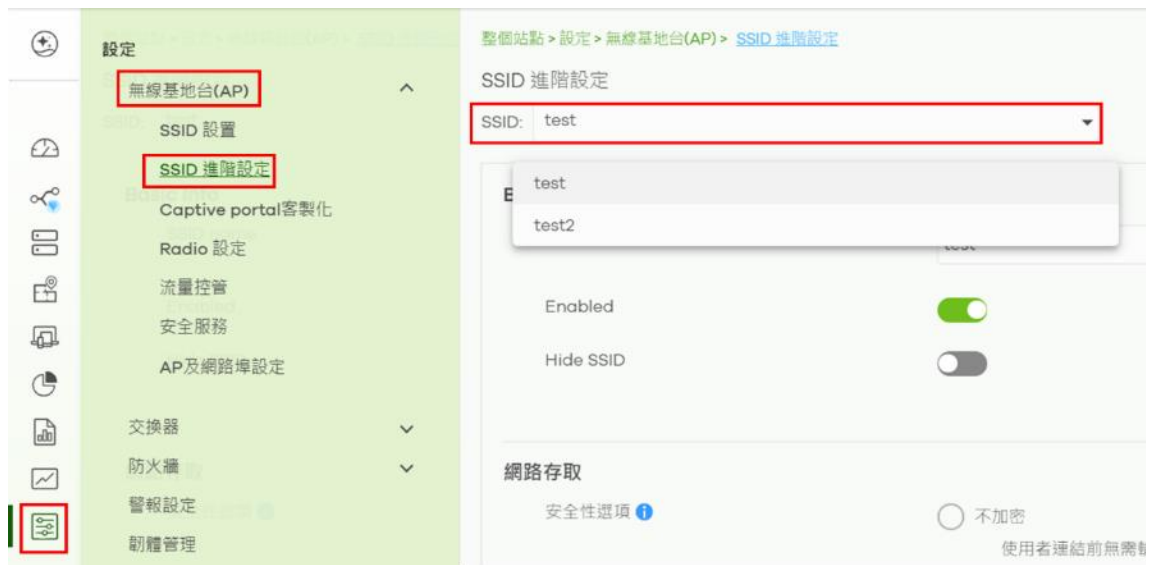 設定
無線基地台(AP)
SSID 設置
SSID 進階設定
Captive portal客製化
Radio 設定
流量控管
安全服務
AP及網路埠設定
交換器
防火牆
警報設定
韌體管理
整個站點 > 設定 > 無線基地台(AP) > SSID 進階設定
SSID 進階設定
SSID: test
test
test2
Enabled
Hide SSID
網路存取
安全性選項
不加密
使用者連結前無需